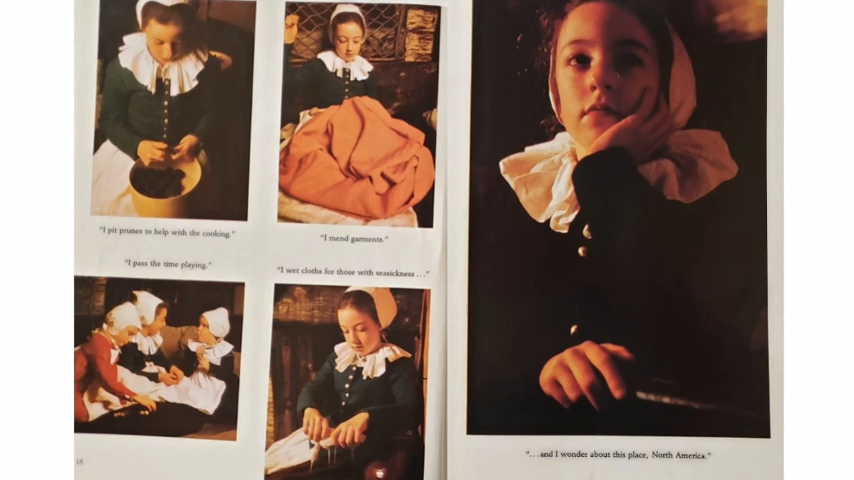 "I pit prunes to help with the cooking."
"I mend garments."
"I pass the time playing."
"I wet cloths for those with seasickness ..."
18
"...and I wonder about this place, North America."